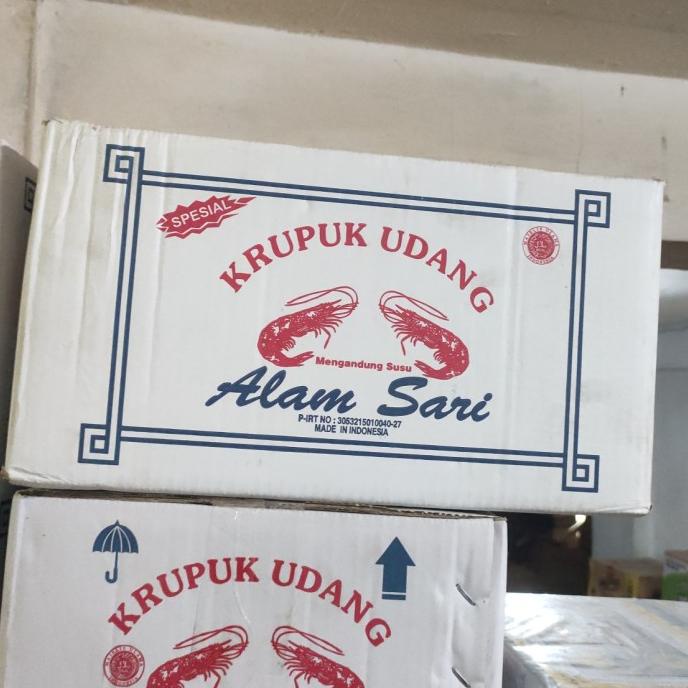 SPESIAL
KRUPUK UDANG
Mengandung Susu
Alam Sari
P-IRT NO : 3053215010040-27
MADE IN INDONESIA
KRUPUK UDANG